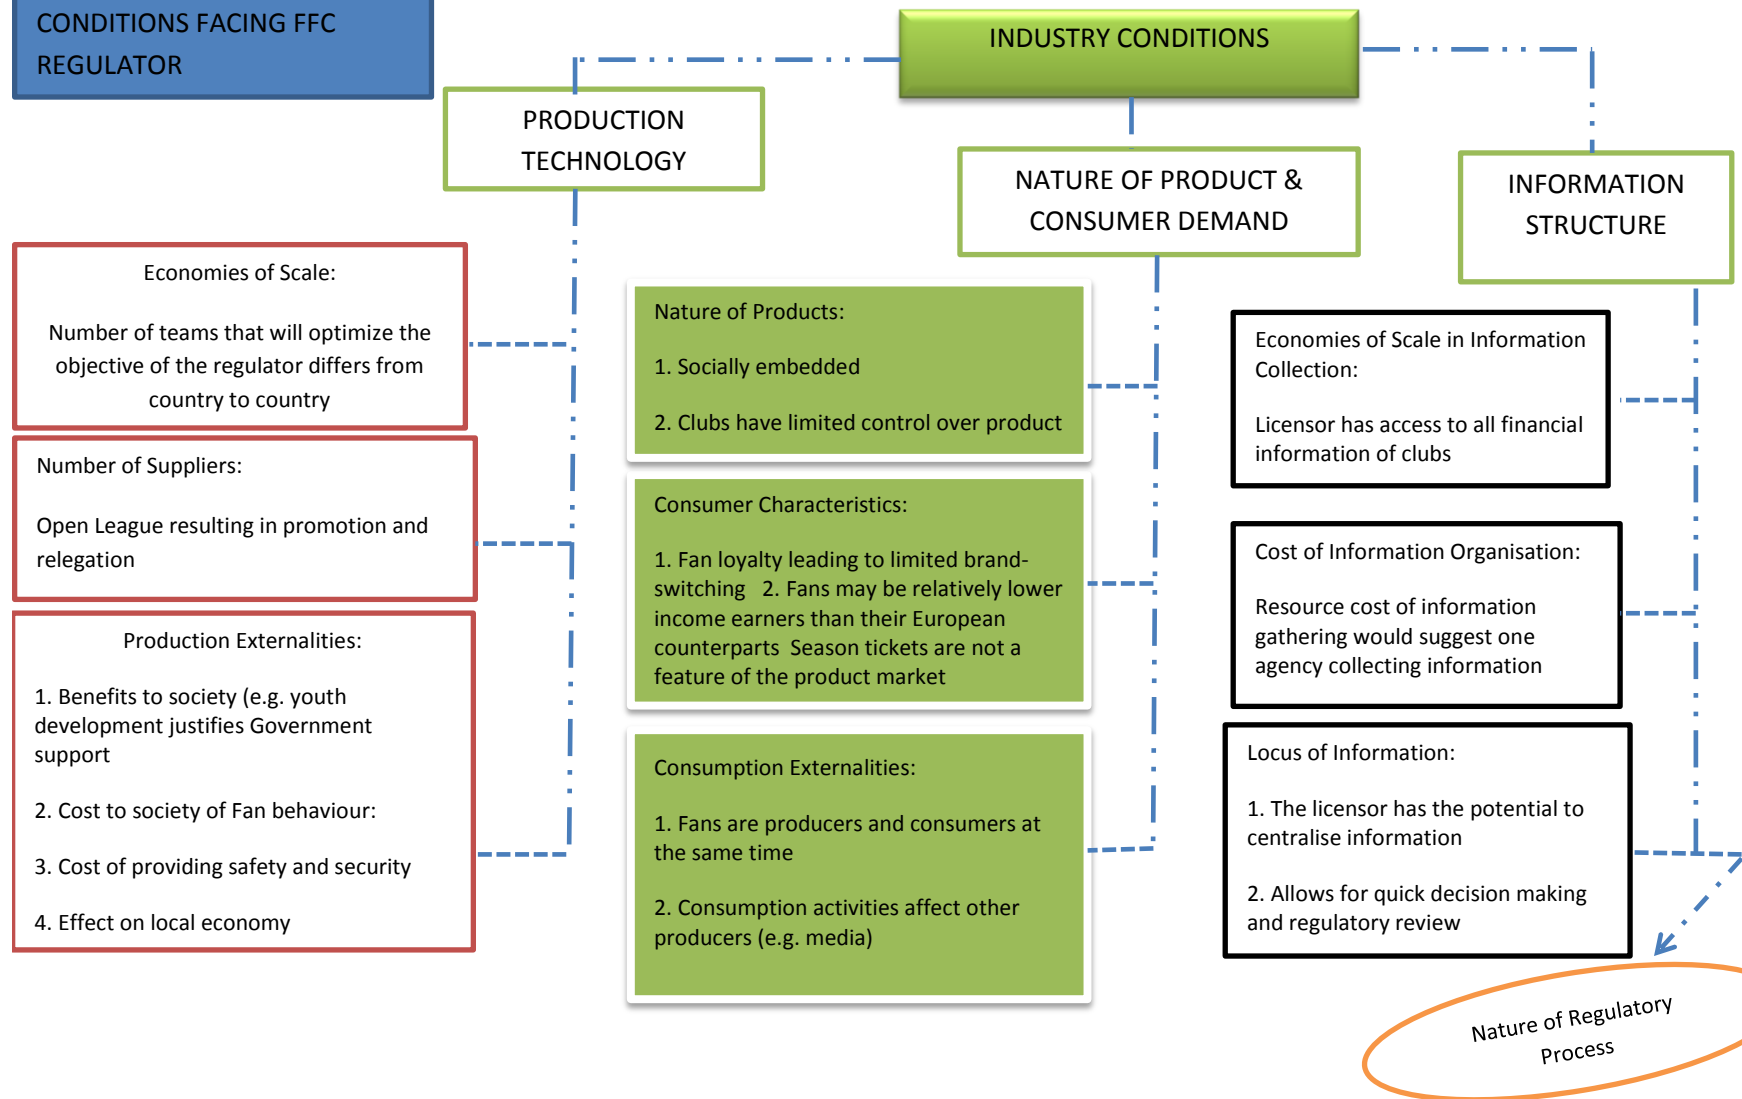 CONDITIONS FACING FFC
REGULATOR
INDUSTRY CONDITIONS
PRODUCTION
TECHNOLOGY
NATURE OF PRODUCT &
CONSUMER DEMAND
INFORMATION
STRUCTURE
Economies of Scale:
Number of teams that will optimize the
objective of the regulator differs from
country to country
Number of Suppliers:
Open League resulting in promotion and
relegation
Production Externalities:
1. Benefits to society (e.g. youth
development justifies Government
support
2. Cost to society of Fan behaviour:
3. Cost of providing safety and security
4. Effect on local economy
Nature of Products:
1. Socially embedded
2. Clubs have limited control over product
Consumer Characteristics:
1. Fan loyalty leading to limited brand-
switching   2. Fans may be relatively lower
income earners than their European
counterparts  Season tickets are not a
feature of the product market
Consumption Externalities:
1. Fans are producers and consumers at
the same time
2. Consumption activities affect other
producers (e.g. media)
Economies of Scale in Information
Collection:
Licensor has access to all financial
information of clubs
Cost of Information Organisation:
Resource cost of information
gathering would suggest one
agency collecting information
Locus of Information:
1. The licensor has the potential to
centralise information
2. Allows for quick decision making
and regulatory review
Nature of Regulatory
Process